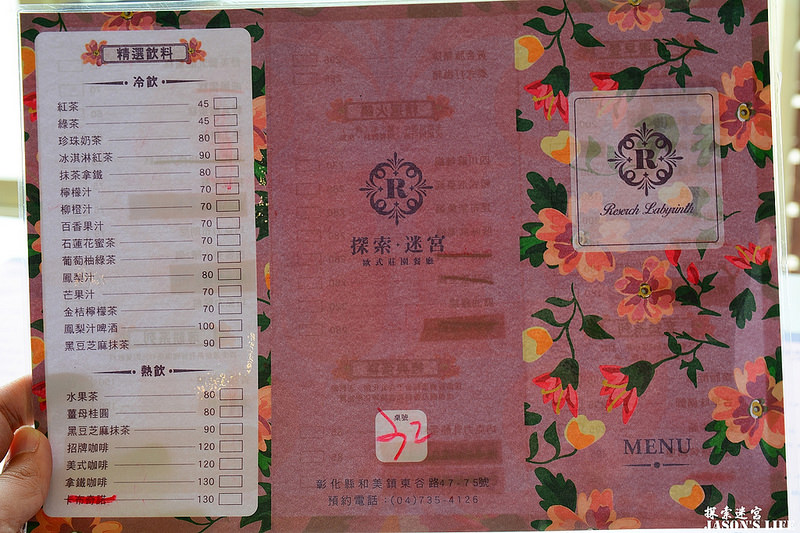 精選飲料
冷飲
紅茶 45
綠茶 45
珍珠奶茶 80
冰淇淋紅茶 90
抹茶拿鐵 80
檸檬汁 70
柳橙汁 70
百香果汁 70
石蓮花蜜茶 70
葡萄柚綠茶 70
鳳梨汁 80
芒果汁 70
金桔檸檬茶 70
鳳梨汁啤酒 100
黑豆芝麻抹茶 90
熱飲
水果茶 80
薑母桂圓 80
黑豆芝麻抹茶 90
招牌咖啡 120
美式咖啡 120
拿鐵咖啡 130
卡布奇諾 130
R
探索·迷宮
歐式莊園餐廳
桌號
32
彰化縣和美鎮東谷路47-75號
預約電話：(04)735-4126
R
Reserch Labyrinth
MENU
探索迷宮
JASON'S LIFE